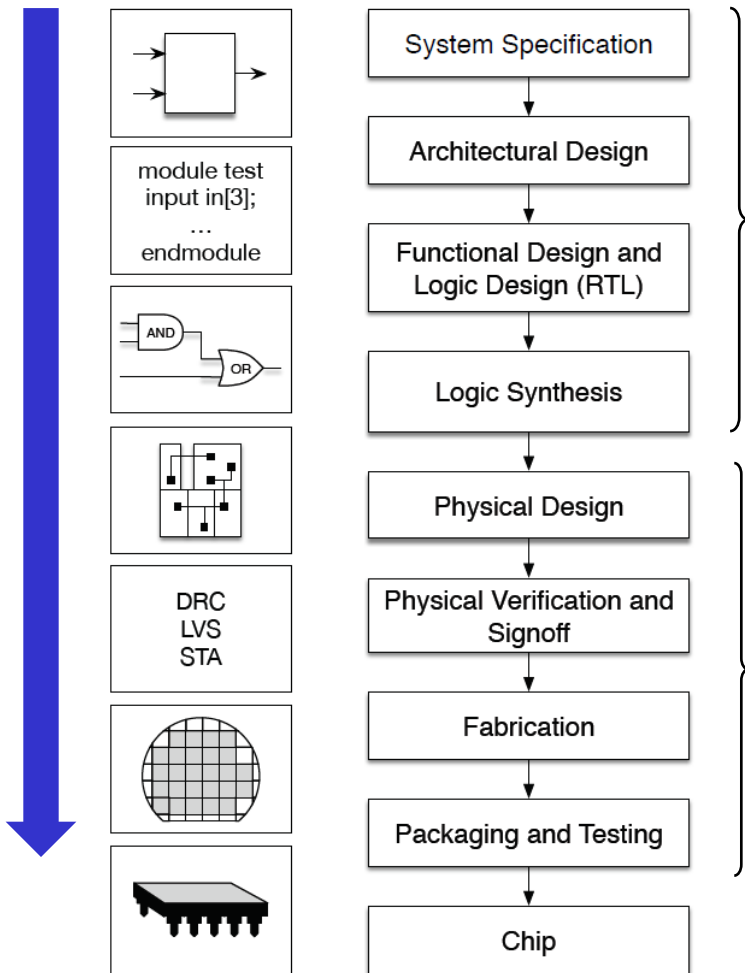 System Specification
Architectural Design
module test
input in[3];
...
endmodule
Functional Design and
Logic Design (RTL)
AND
OR
Logic Synthesis
Physical Design
DRC
LVS
STA
Physical Verification and
Signoff
Fabrication
Packaging and Testing
Chip